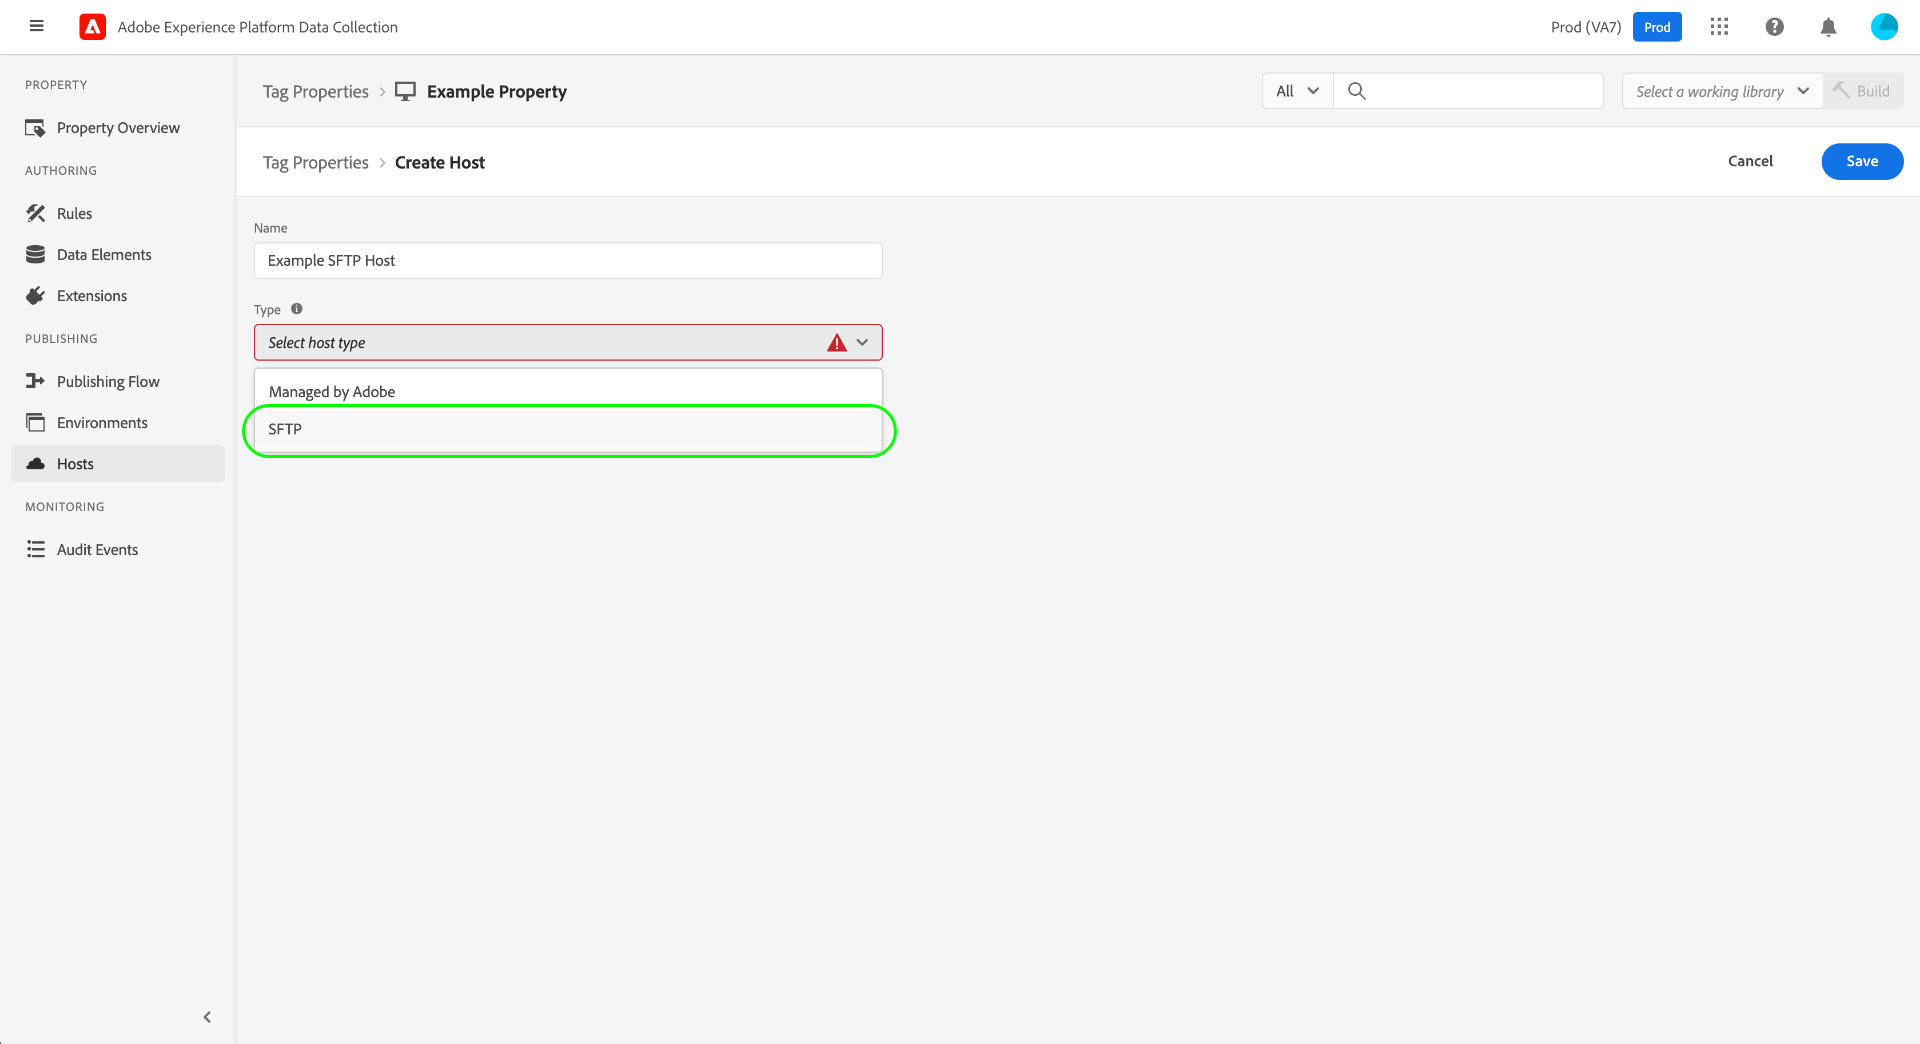 Adobe Experience Platform Data Collection
Prod (VA7)
Prod
PROPERTY
Property Overview
AUTHORING
Rules
Data Elements
Extensions
PUBLISHING
Publishing Flow
Environments
Hosts
MONITORING
Audit Events
Tag Properties
Example Property
All
Select a working library
Build
Tag Properties
Create Host
Cancel
Save
Name
Example SFTP Host
Type
Select host type
Managed by Adobe
SFTP